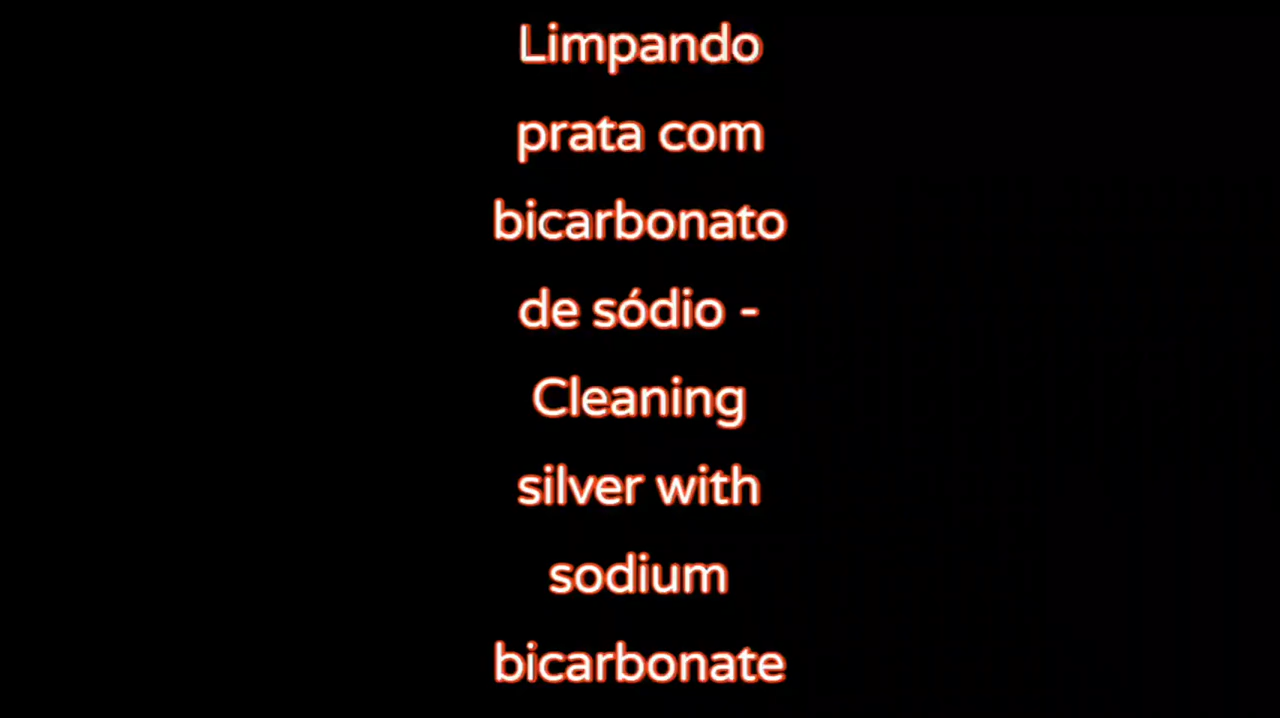 Limpando
prata com
bicarbonato
de sódio -
Cleaning
silver with
sodium
bicarbonate